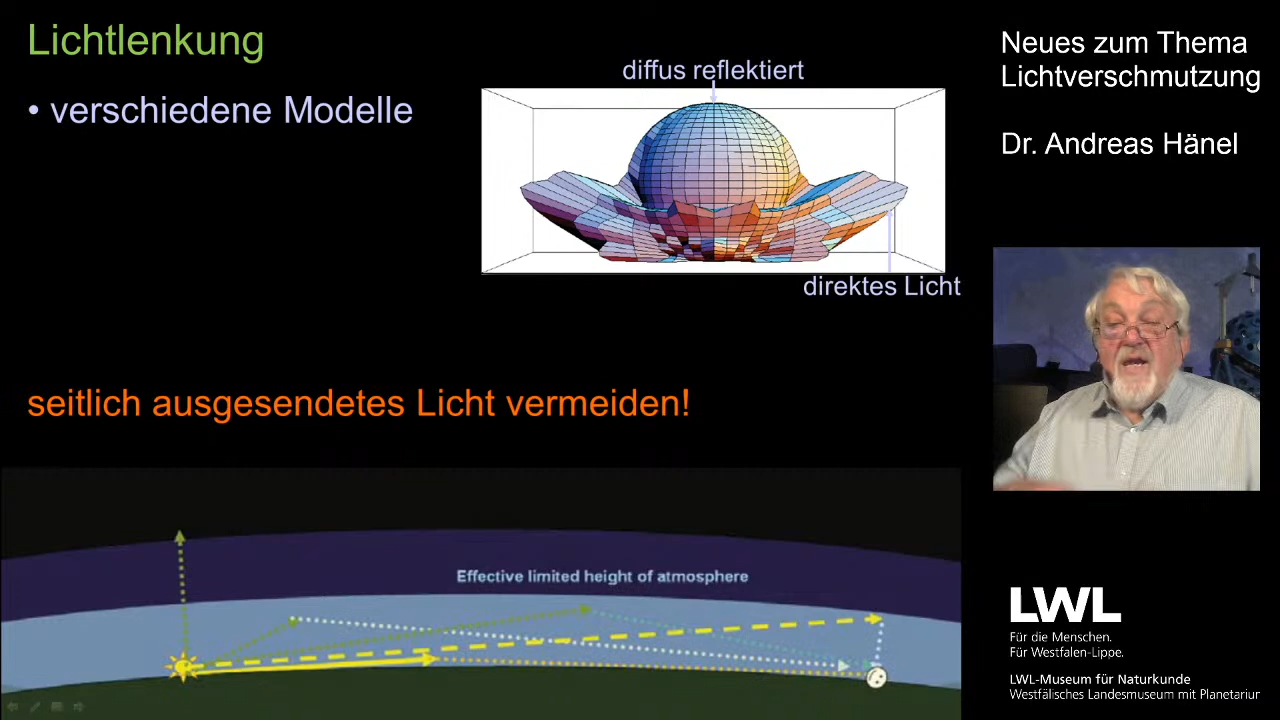 Lichtlenkung
• verschiedene Modelle
diffus reflektiert
direktes Licht
seitlich ausgesendetes Licht vermeiden!
Effective limited height of atmosphere
Neues zum Thema
Lichtverschmutzung
Dr. Andreas Hänel
LWL
Für die Menschen.
Für Westfalen-Lippe.
LWL-Museum für Naturkunde
Westfälisches Landesmuseum mit Planetarium